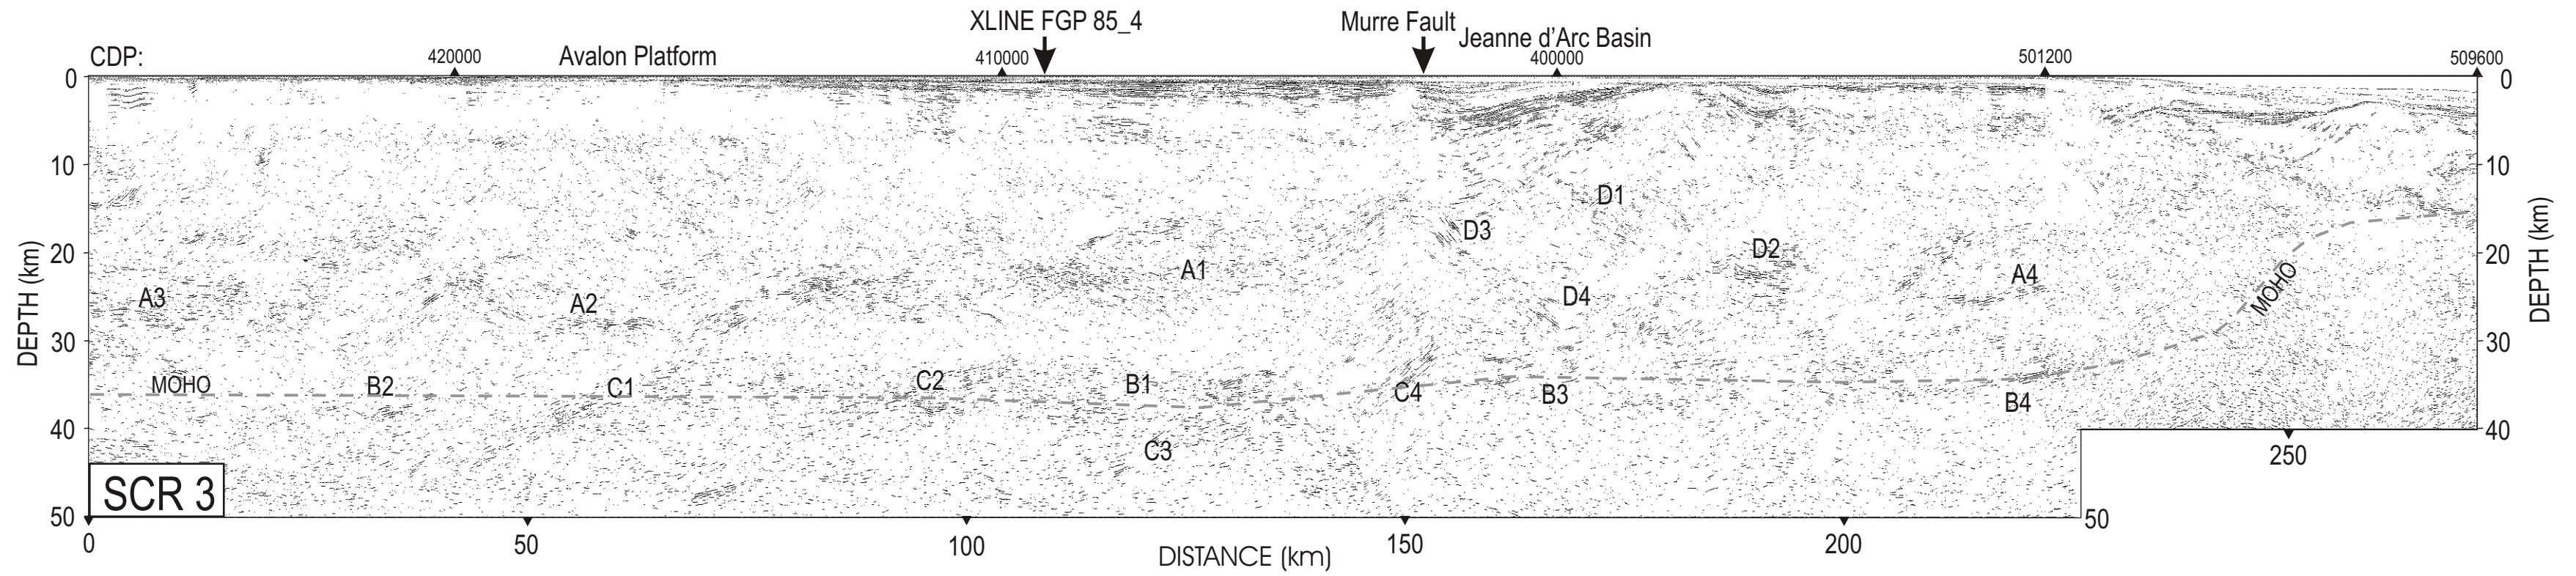 XLINE FGP 85_4
Murre Fault
Jeanne d'Arc Basin
CDP:
420000
Avalon Platform
410000
400000
501200
509600
0
0
10
10
D1
D3
D2
20
20
A1
A4
A3
A2
D4
MOHO
30
30
MOHO
B2
C1
C2
B1
C4
B3
B4
40
40
C3
250
SCR 3
50
50
0
50
100
150
200
DISTANCE (km)
DEPTH (km)
DEPTH (km)